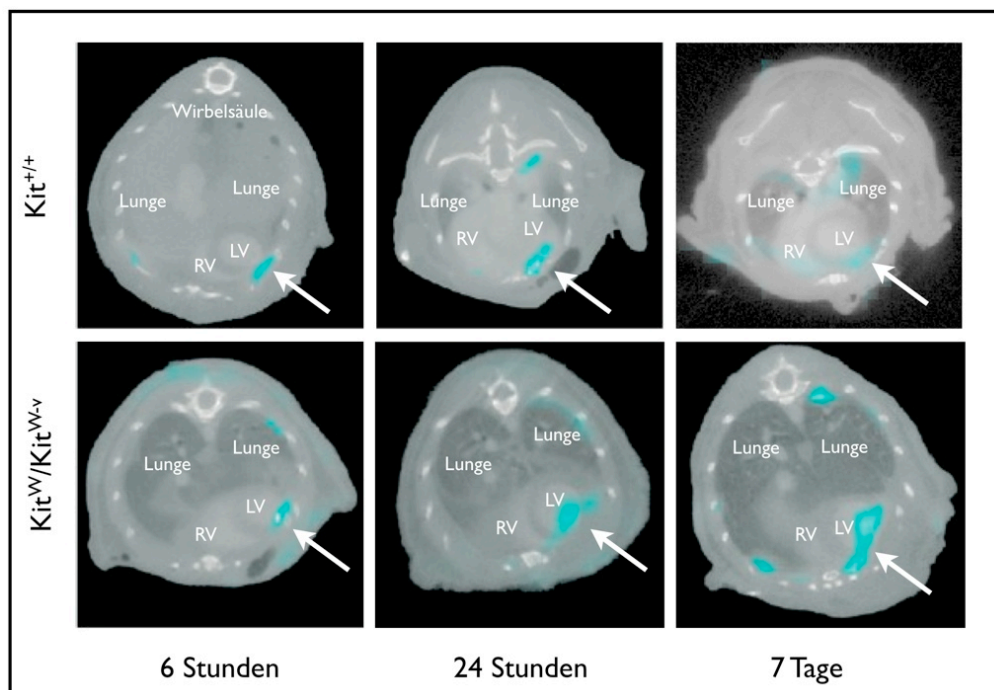 Kit+/+
Wirbelsäule
Lunge
Lunge
LV
RV
Lunge
Lunge
LV
RV
Lunge
Lunge
LV
RV
KitW/KitW-v
Lunge
Lunge
LV
RV
Lunge
Lunge
LV
RV
Lunge
Lunge
LV
RV
6 Stunden
24 Stunden
7 Tage